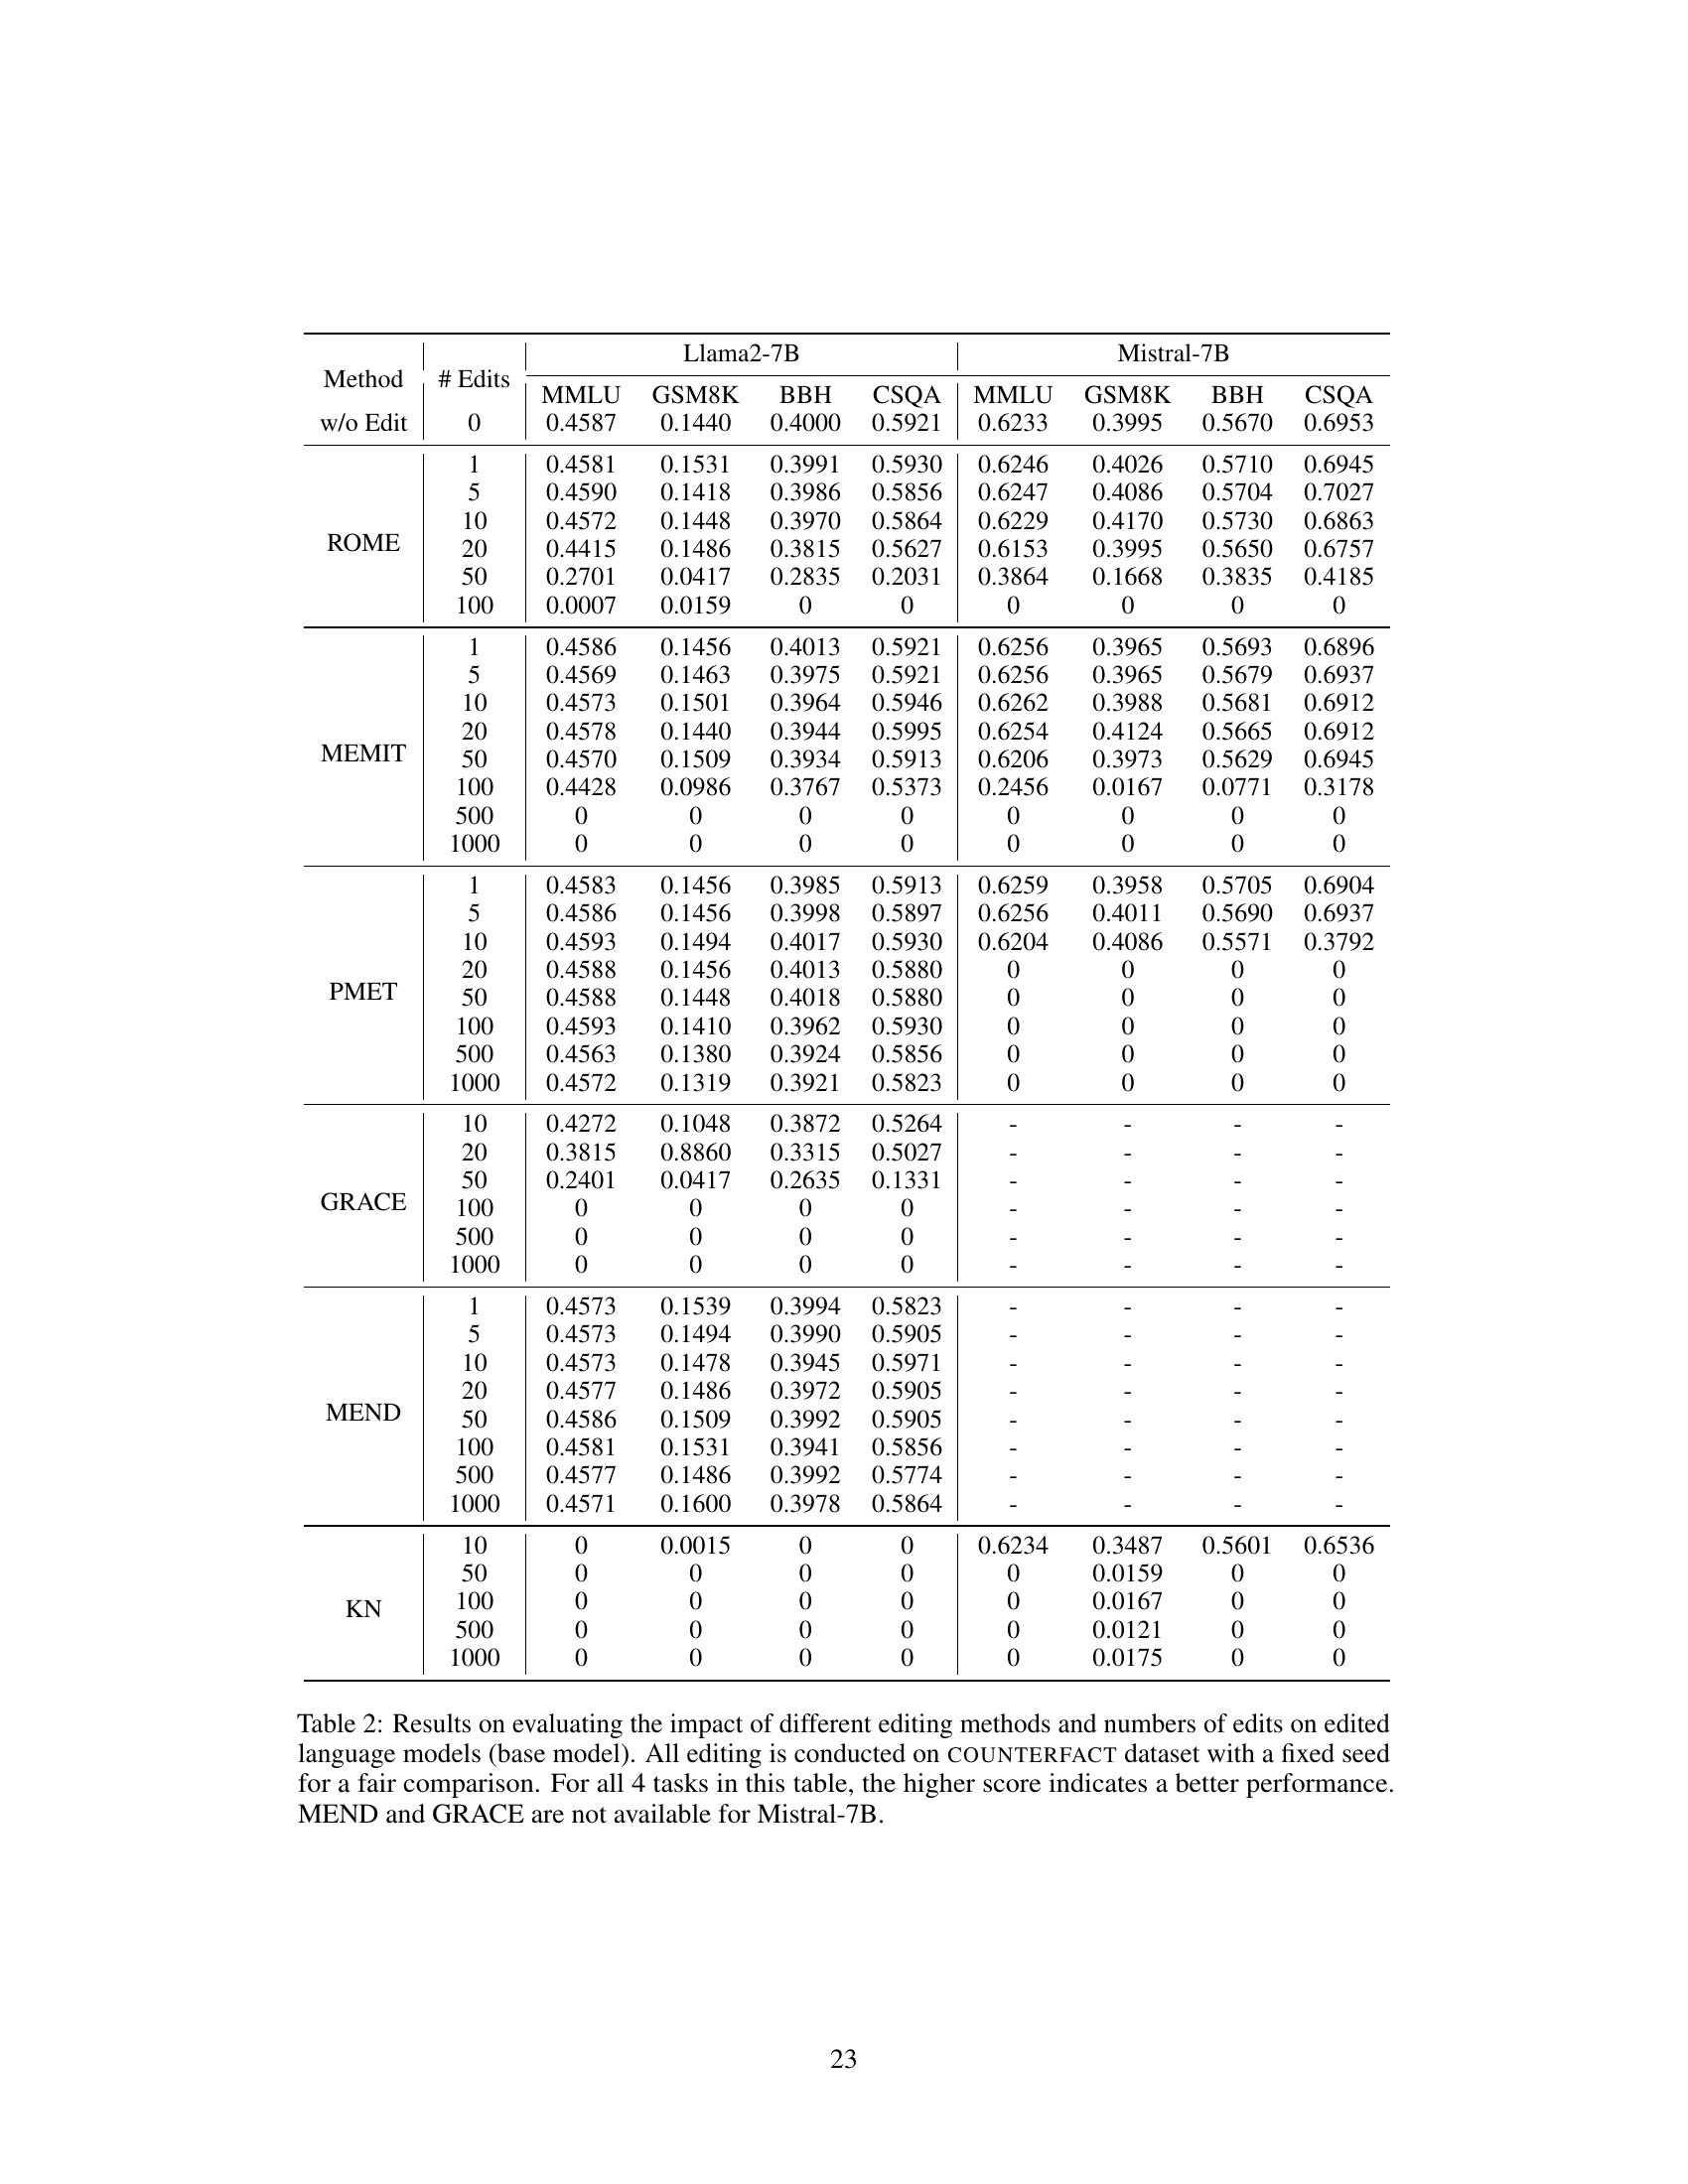 Llama2-7B Mistral-7B
Method # Edits
MMLU GSM8K BBH CSQA MMLU GSM8K BBH CSQA
w/o Edit 0 0.4587 0.1440 0.4000 0.5921 0.6233 0.3995 0.5670 0.6953
1 0.4581 0.1531 0.3991 0.5930 0.6246 0.4026 0.5710 0.6945
5 0.4590 0.1418 0.3986 0.5856 0.6247 0.4086 0.5704 0.7027
10 0.4572 0.1448 0.3970 0.5864 0.6229 0.4170 0.5730 0.6863
ROME
20 0.4415 0.1486 0.3815 0.5627 0.6153 0.3995 0.5650 0.6757
50 0.2701 0.0417 0.2835 0.2031 0.3864 0.1668 0.3835 0.4185
100 0.0007 0.0159 0 0 0 0 0 0
1 0.4586 0.1456 0.4013 0.5921 0.6256 0.3965 0.5693 0.6896
5 0.4569 0.1463 0.3975 0.5921 0.6256 0.3965 0.5679 0.6937
10 0.4573 0.1501 0.3964 0.5946 0.6262 0.3988 0.5681 0.6912
20 0.4578 0.1440 0.3944 0.5995 0.6254 0.4124 0.5665 0.6912
MEMIT
50 0.4570 0.1509 0.3934 0.5913 0.6206 0.3973 0.5629 0.6945
100 0.4428 0.0986 0.3767 0.5373 0.2456 0.0167 0.0771 0.3178
500 0 0 0 0 0 0 0 0
1000 0 0 0 0 0 0 0 0
1 0.4583 0.1456 0.3985 0.5913 0.6259 0.3958 0.5705 0.6904
5 0.4586 0.1456 0.3998 0.5897 0.6256 0.4011 0.5690 0.6937
10 0.4593 0.1494 0.4017 0.5930 0.6204 0.4086 0.5571 0.3792
20 0.4588 0.1456 0.4013 0.5880 0 0 0 0
PMET
50 0.4588 0.1448 0.4018 0.5880 0 0 0 0
100 0.4593 0.1410 0.3962 0.5930 0 0 0 0
500 0.4563 0.1380 0.3924 0.5856 0 0 0 0
1000 0.4572 0.1319 0.3921 0.5823 0 0 0 0
10 0.4272 0.1048 0.3872 0.5264 - - - -
20 0.3815 0.8860 0.3315 0.5027 - - - -
50 0.2401 0.0417 0.2635 0.1331 - - - -
GRACE
100 0 0 0 0 - - - -
500 0 0 0 0 - - - -
1000 0 0 0 0 - - - -
1 0.4573 0.1539 0.3994 0.5823 - - - -
5 0.4573 0.1494 0.3990 0.5905 - - - -
10 0.4573 0.1478 0.3945 0.5971 - - - -
20 0.4577 0.1486 0.3972 0.5905 - - - -
MEND
50 0.4586 0.1509 0.3992 0.5905 - - - -
100 0.4581 0.1531 0.3941 0.5856 - - - -
500 0.4577 0.1486 0.3992 0.5774 - - - -
1000 0.4571 0.1600 0.3978 0.5864 - - - -
10 0 0.0015 0 0 0.6234 0.3487 0.5601 0.6536
50 0 0 0 0 0 0.0159 0 0
KN 100 0 0 0 0 0 0.0167 0 0
500 0 0 0 0 0 0.0121 0 0
1000 0 0 0 0 0 0.0175 0 0
Table 2: Results on evaluating the impact of different editing methods and numbers of edits on edited
language models (base model). All editing is conducted on COUNTERFACT dataset with a fixed seed
for a fair comparison. For all 4 tasks in this table, the higher score indicates a better performance.
MEND and GRACE are not available for Mistral-7B.
23